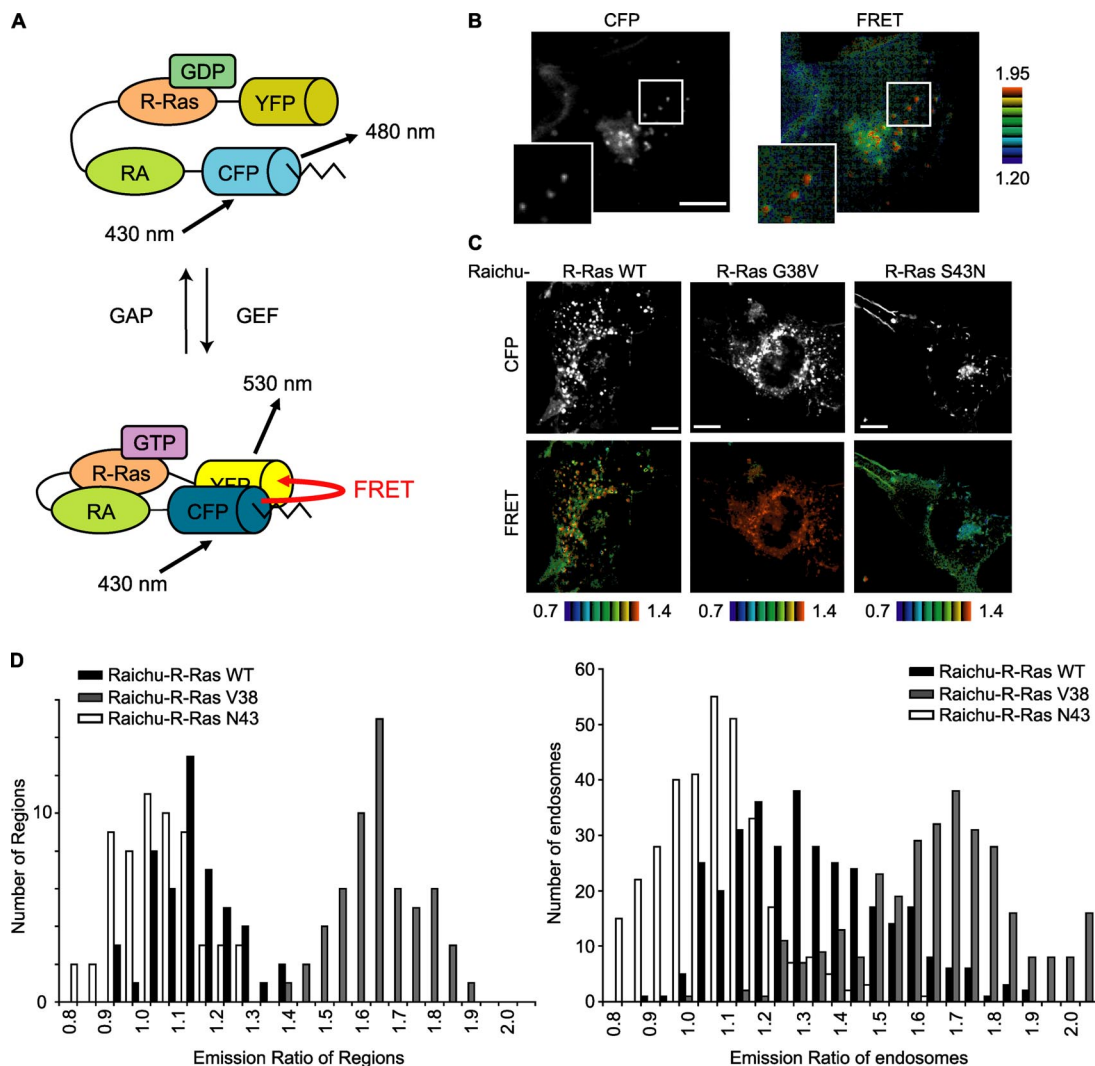 A
GDP
R-Ras
YFP
480 nm
RA
CFP
430 nm
GAP
GEF
530 nm
GTP
R-Ras
YFP
FRET
RA
CFP
430 nm
B
CFP
FRET
1.95
1.20
C
Raichu-
R-Ras WT
R-Ras G38V
R-Ras S43N
CFP
FRET
0.7
1.4
0.7
1.4
0.7
1.4
D
Raichu-R-Ras WT
Raichu-R-Ras V38
Raichu-R-Ras N43
Number of Regions
10
0
0.8
0.9
1.0
1.1
1.2
1.3
1.4
1.5
1.6
1.7
1.8
1.9
2.0
Emission Ratio of Regions
Raichu-R-Ras WT
Raichu-R-Ras V38
Raichu-R-Ras N43
Number of endosomes
60
50
40
30
20
10
0
0.8
0.9
1.0
1.1
1.2
1.3
1.4
1.5
1.6
1.7
1.8
1.9
2.0
Emission Ratio of endosomes